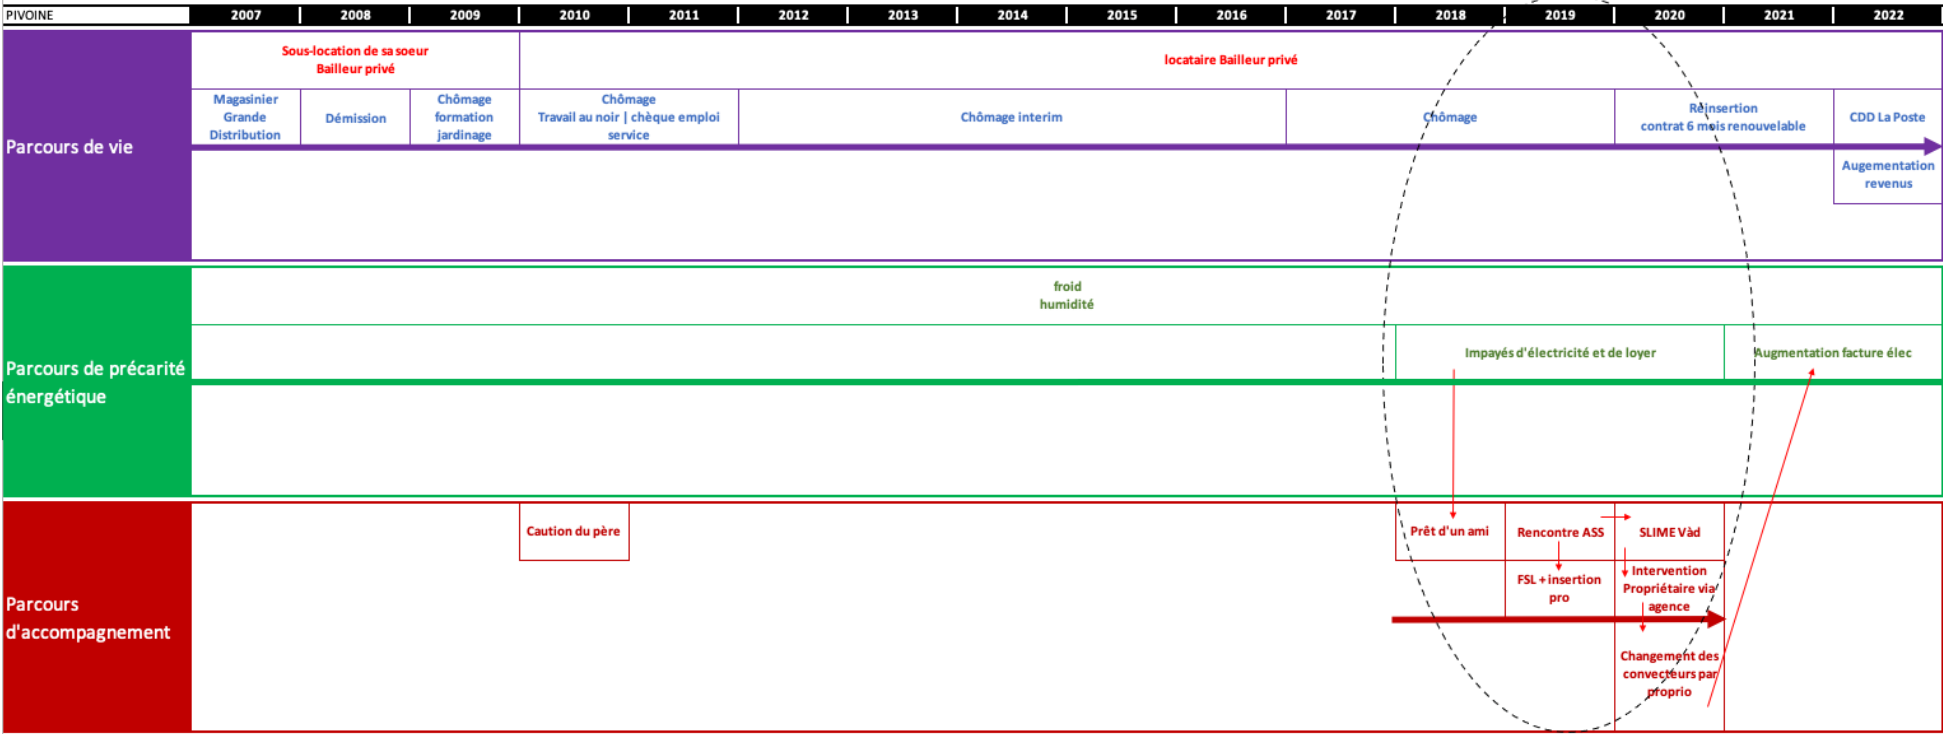 PIVOINE 2007 2008 2009 2010 2011 2012 2013 2014 2015 2016 2017 2018 2019 2020 2021 2022
Parcours de vie
Sous-location de sa soeur
Bailleur privé
locataire Bailleur privé
Magasinier
Grande
Distribution
Démission
Chômage
formation
jardinage
Chômage
Travail au noir | chèque emploi
service
Chômage interim
Chômage
Réinsertion
contrat 6 mois renouvelable
CDD La Poste
Augementation
revenus
Parcours de précarité
énergétique
froid
humidité
Impayés d'électricité et de loyer
Augmentation facture élec
Parcours
d'accompagnement
Caution du père
Prêt d'un ami
Rencontre ASS
SLIME Vàd
FSL + insertion
pro
Intervention
Propriétaire via
agence
Changement des
convecteurs par
proprio